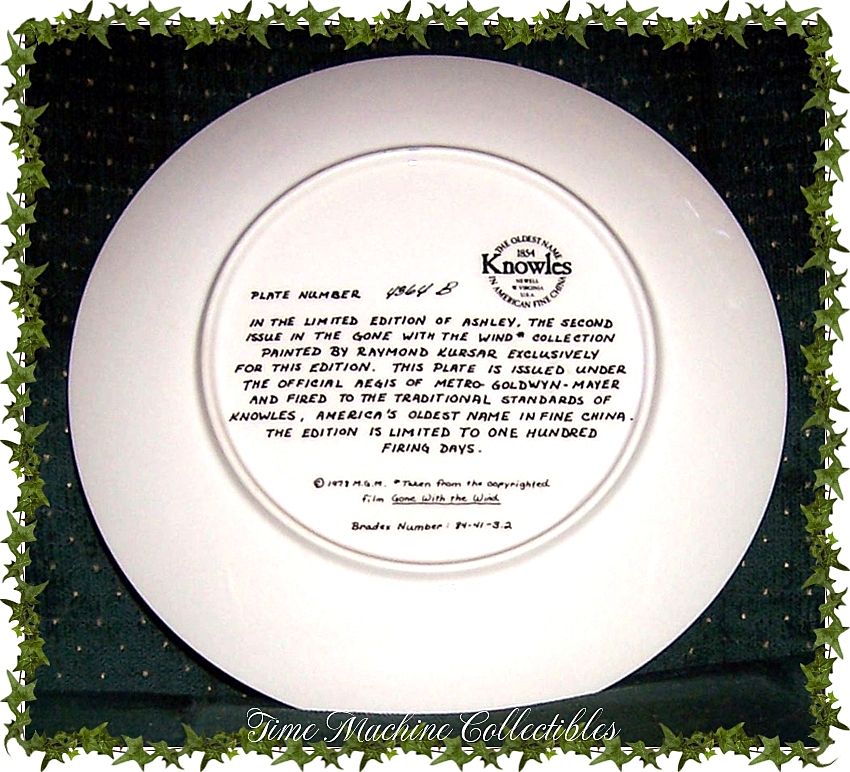 THE OLDEST NAME
1854
Knowles
NEWELL
W. VIRGINIA
U.S.A.
IN AMERICAN FINE CHINA
PLATE NUMBER 4364 B
IN THE LIMITED EDITION OF ASHLEY, THE SECOND
ISSUE IN THE GONE WITH THE WIND* COLLECTION
PAINTED BY RAYMOND KURSAR EXCLUSIVELY
FOR THIS EDITION. THIS PLATE IS ISSUED UNDER
THE OFFICIAL AEGIS OF METRO-GOLDWYN-MAYER
AND FIRED TO THE TRADITIONAL STANDARDS OF
KNOWLES, AMERICA'S OLDEST NAME IN FINE CHINA.
THE EDITION IS LIMITED TO ONE HUNDRED
FIRING DAYS.
© 1978 M.G.M. *Taken from the copyrighted
film Gone With the Wind
Bradex Number: 84-41-3.2
Time Machine Collectibles